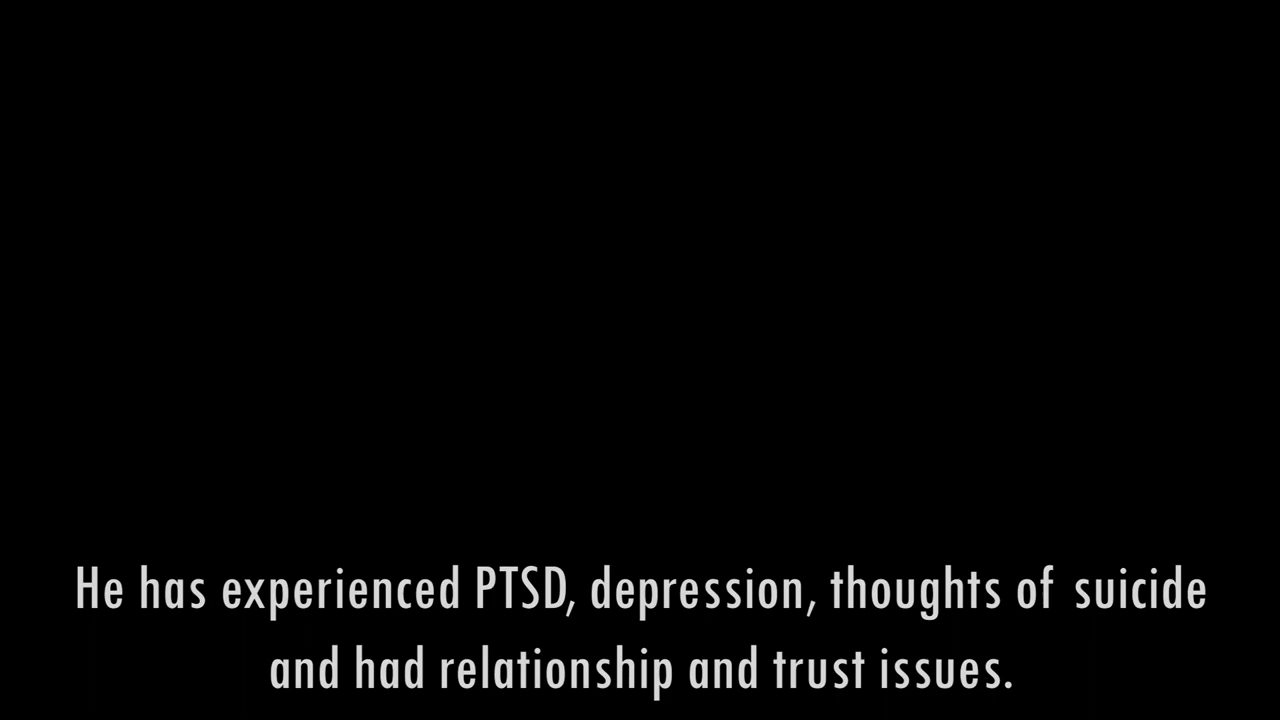 He has experienced PTSD, depression, thoughts of suicide
and had relationship and trust issues.